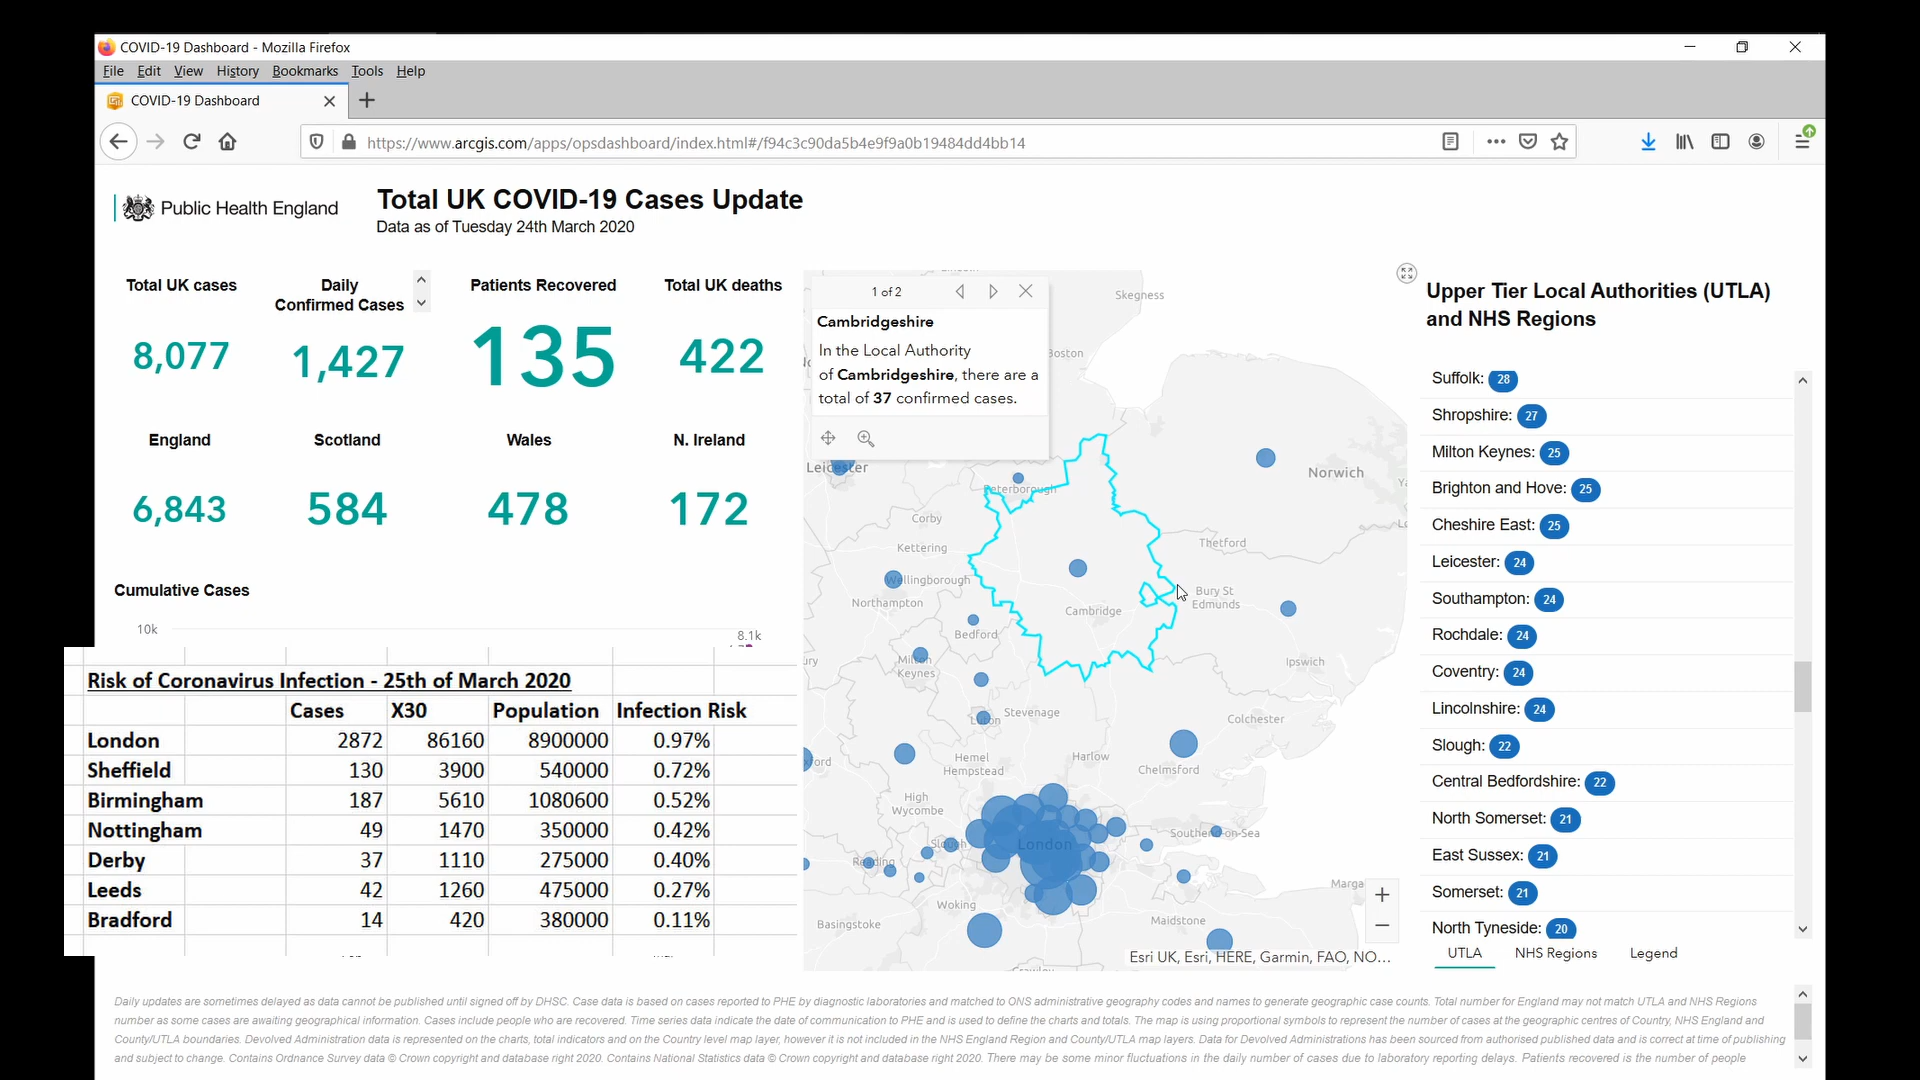 COVID-19 Dashboard - Mozilla Firefox
File Edit View History Bookmarks Tools Help
COVID-19 Dashboard
https://www.arcgis.com/apps/opsdashboard/index.html#/f94c3c90da5b4e9f9a0b19484dd4bb14
Public Health England
Total UK COVID-19 Cases Update
Data as of Tuesday 24th March 2020
Total UK cases
8,077
Daily
Confirmed Cases
1,427
Patients Recovered
135
Total UK deaths
422
England
6,843
Scotland
584
Wales
478
N. Ireland
172
Cumulative Cases
10k
8.1k
Risk of Coronavirus Infection - 25th of March 2020
Cases X30 Population Infection Risk
London 2872 86160 8900000 0.97%
Sheffield 130 3900 540000 0.72%
Birmingham 187 5610 1080600 0.52%
Nottingham 49 1470 350000 0.42%
Derby 37 1110 275000 0.40%
Leeds 42 1260 475000 0.27%
Bradford 14 420 380000 0.11%
1 of 2
Cambridgeshire
In the Local Authority
of Cambridgeshire, there are a
total of 37 confirmed cases.
Skegness
Boston
Leicester
Peterborough
Norwich
Corby
Kettering
Thetford
Wellingborough
Northampton
Bury St
Edmunds
Cambridge
Bedford
Milton
Keynes
Ipswich
Luton
Stevenage
Colchester
Hemel
Hempstead
Harlow
Chelmsford
High
Wycombe
Southend-on-Sea
Slough
London
Reading
Woking
Basingstoke
Maidstone
Marga
Esri UK, Esri, HERE, Garmin, FAO, NO...
Upper Tier Local Authorities (UTLA)
and NHS Regions
Suffolk: 28
Shropshire: 27
Milton Keynes: 25
Brighton and Hove: 25
Cheshire East: 25
Leicester: 24
Southampton: 24
Rochdale: 24
Coventry: 24
Lincolnshire: 24
Slough: 22
Central Bedfordshire: 22
North Somerset: 21
East Sussex: 21
Somerset: 21
North Tyneside: 20
UTLA NHS Regions Legend
Daily updates are sometimes delayed as data cannot be published until signed off by DHSC. Case data is based on cases reported to PHE by diagnostic laboratories and matched to ONS administrative geography codes and names to generate geographic case counts. Total number for England may not match UTLA and NHS Regions
number as some cases are awaiting geographical information. Cases include people who are recovered. Time series data indicate the date of communication to PHE and is used to define the charts and totals. The map is using proportional symbols to represent the number of cases at the geographic centres of Country, NHS England and
County/UTLA boundaries. Devolved Administration data is represented on the charts, total indicators and on the Country level map layer, however it is not included in the NHS England Region and County/UTLA map layers. Data for Devolved Administrations has been sourced from authorised published data and is correct at time of publishing
and subject to change. Contains Ordnance Survey data © Crown copyright and database right 2020. Contains National Statistics data © Crown copyright and database right 2020. There may be some minor fluctuations in the daily number of cases due to laboratory reporting delays. Patients recovered is the number of people